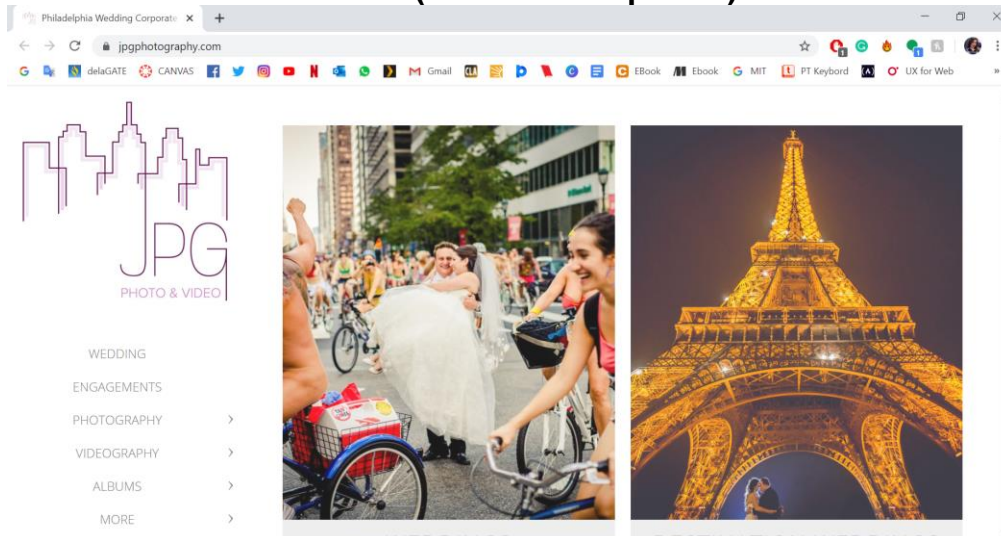 Philadelphia Wedding Corporate
jpgphotography.com
delaGATE CANVAS Gmail EBook Ebook MIT PT Keybord UX for Web
JPG
PHOTO & VIDEO
WEDDING
ENGAGEMENTS
PHOTOGRAPHY
VIDEOGRAPHY
ALBUMS
MORE